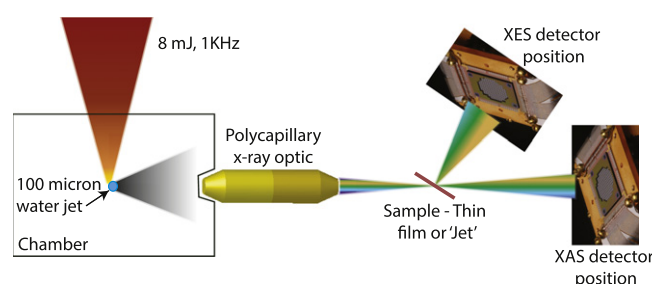 8 mJ, 1KHz
XES detector
position
Polycapillary
x-ray optic
100 micron
water jet
Chamber
Sample - Thin
film or 'Jet'
XAS detector
position